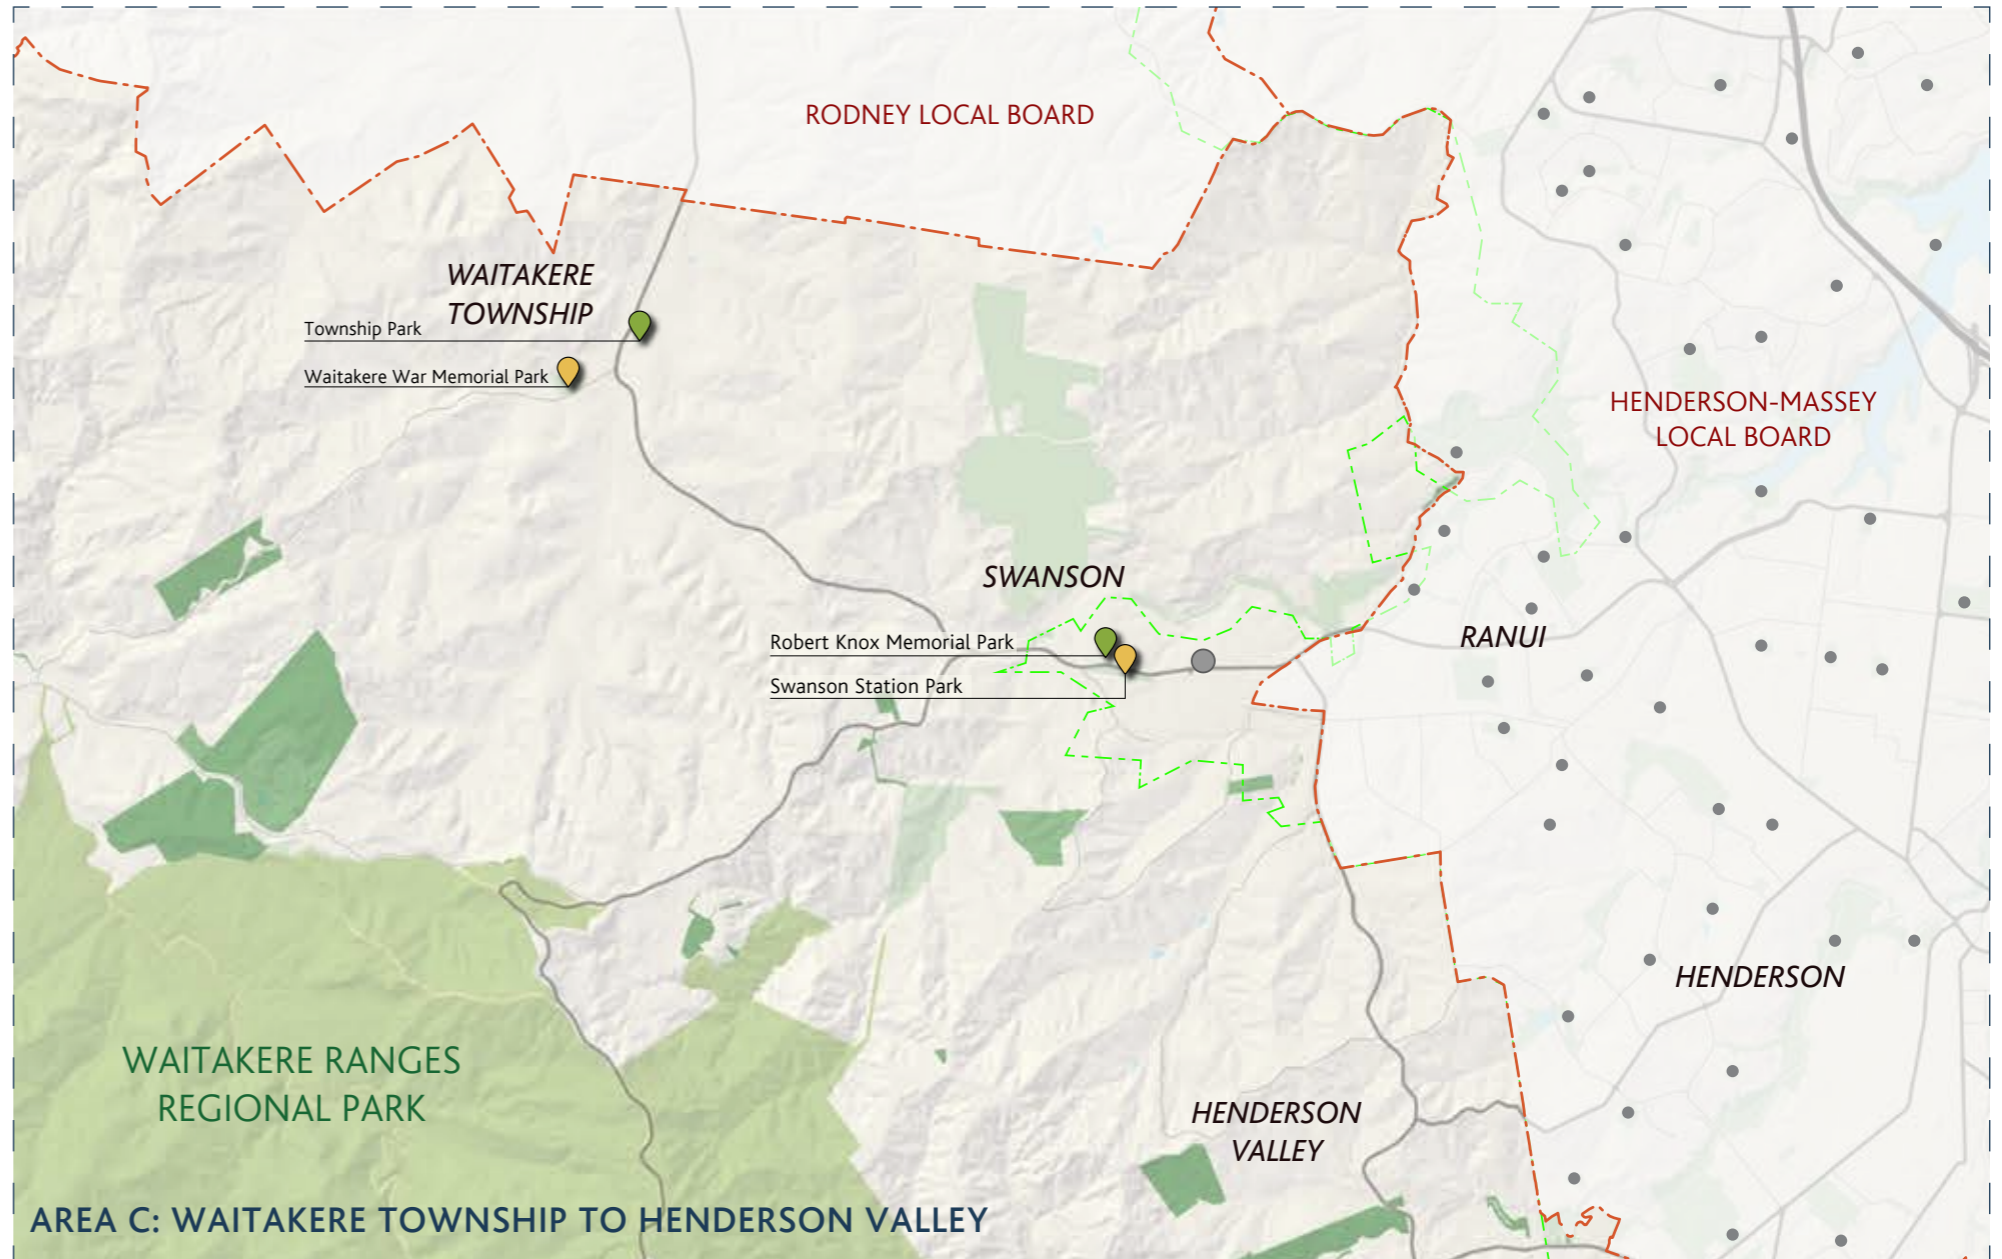 RODNEY LOCAL BOARD
WAITAKERE
TOWNSHIP
Township Park
Waitakere War Memorial Park
HENDERSON-MASSEY
LOCAL BOARD
SWANSON
Robert Knox Memorial Park
Swanson Station Park
RANUI
HENDERSON
WAITAKERE RANGES
REGIONAL PARK
HENDERSON
VALLEY
AREA C: WAITAKERE TOWNSHIP TO HENDERSON VALLEY